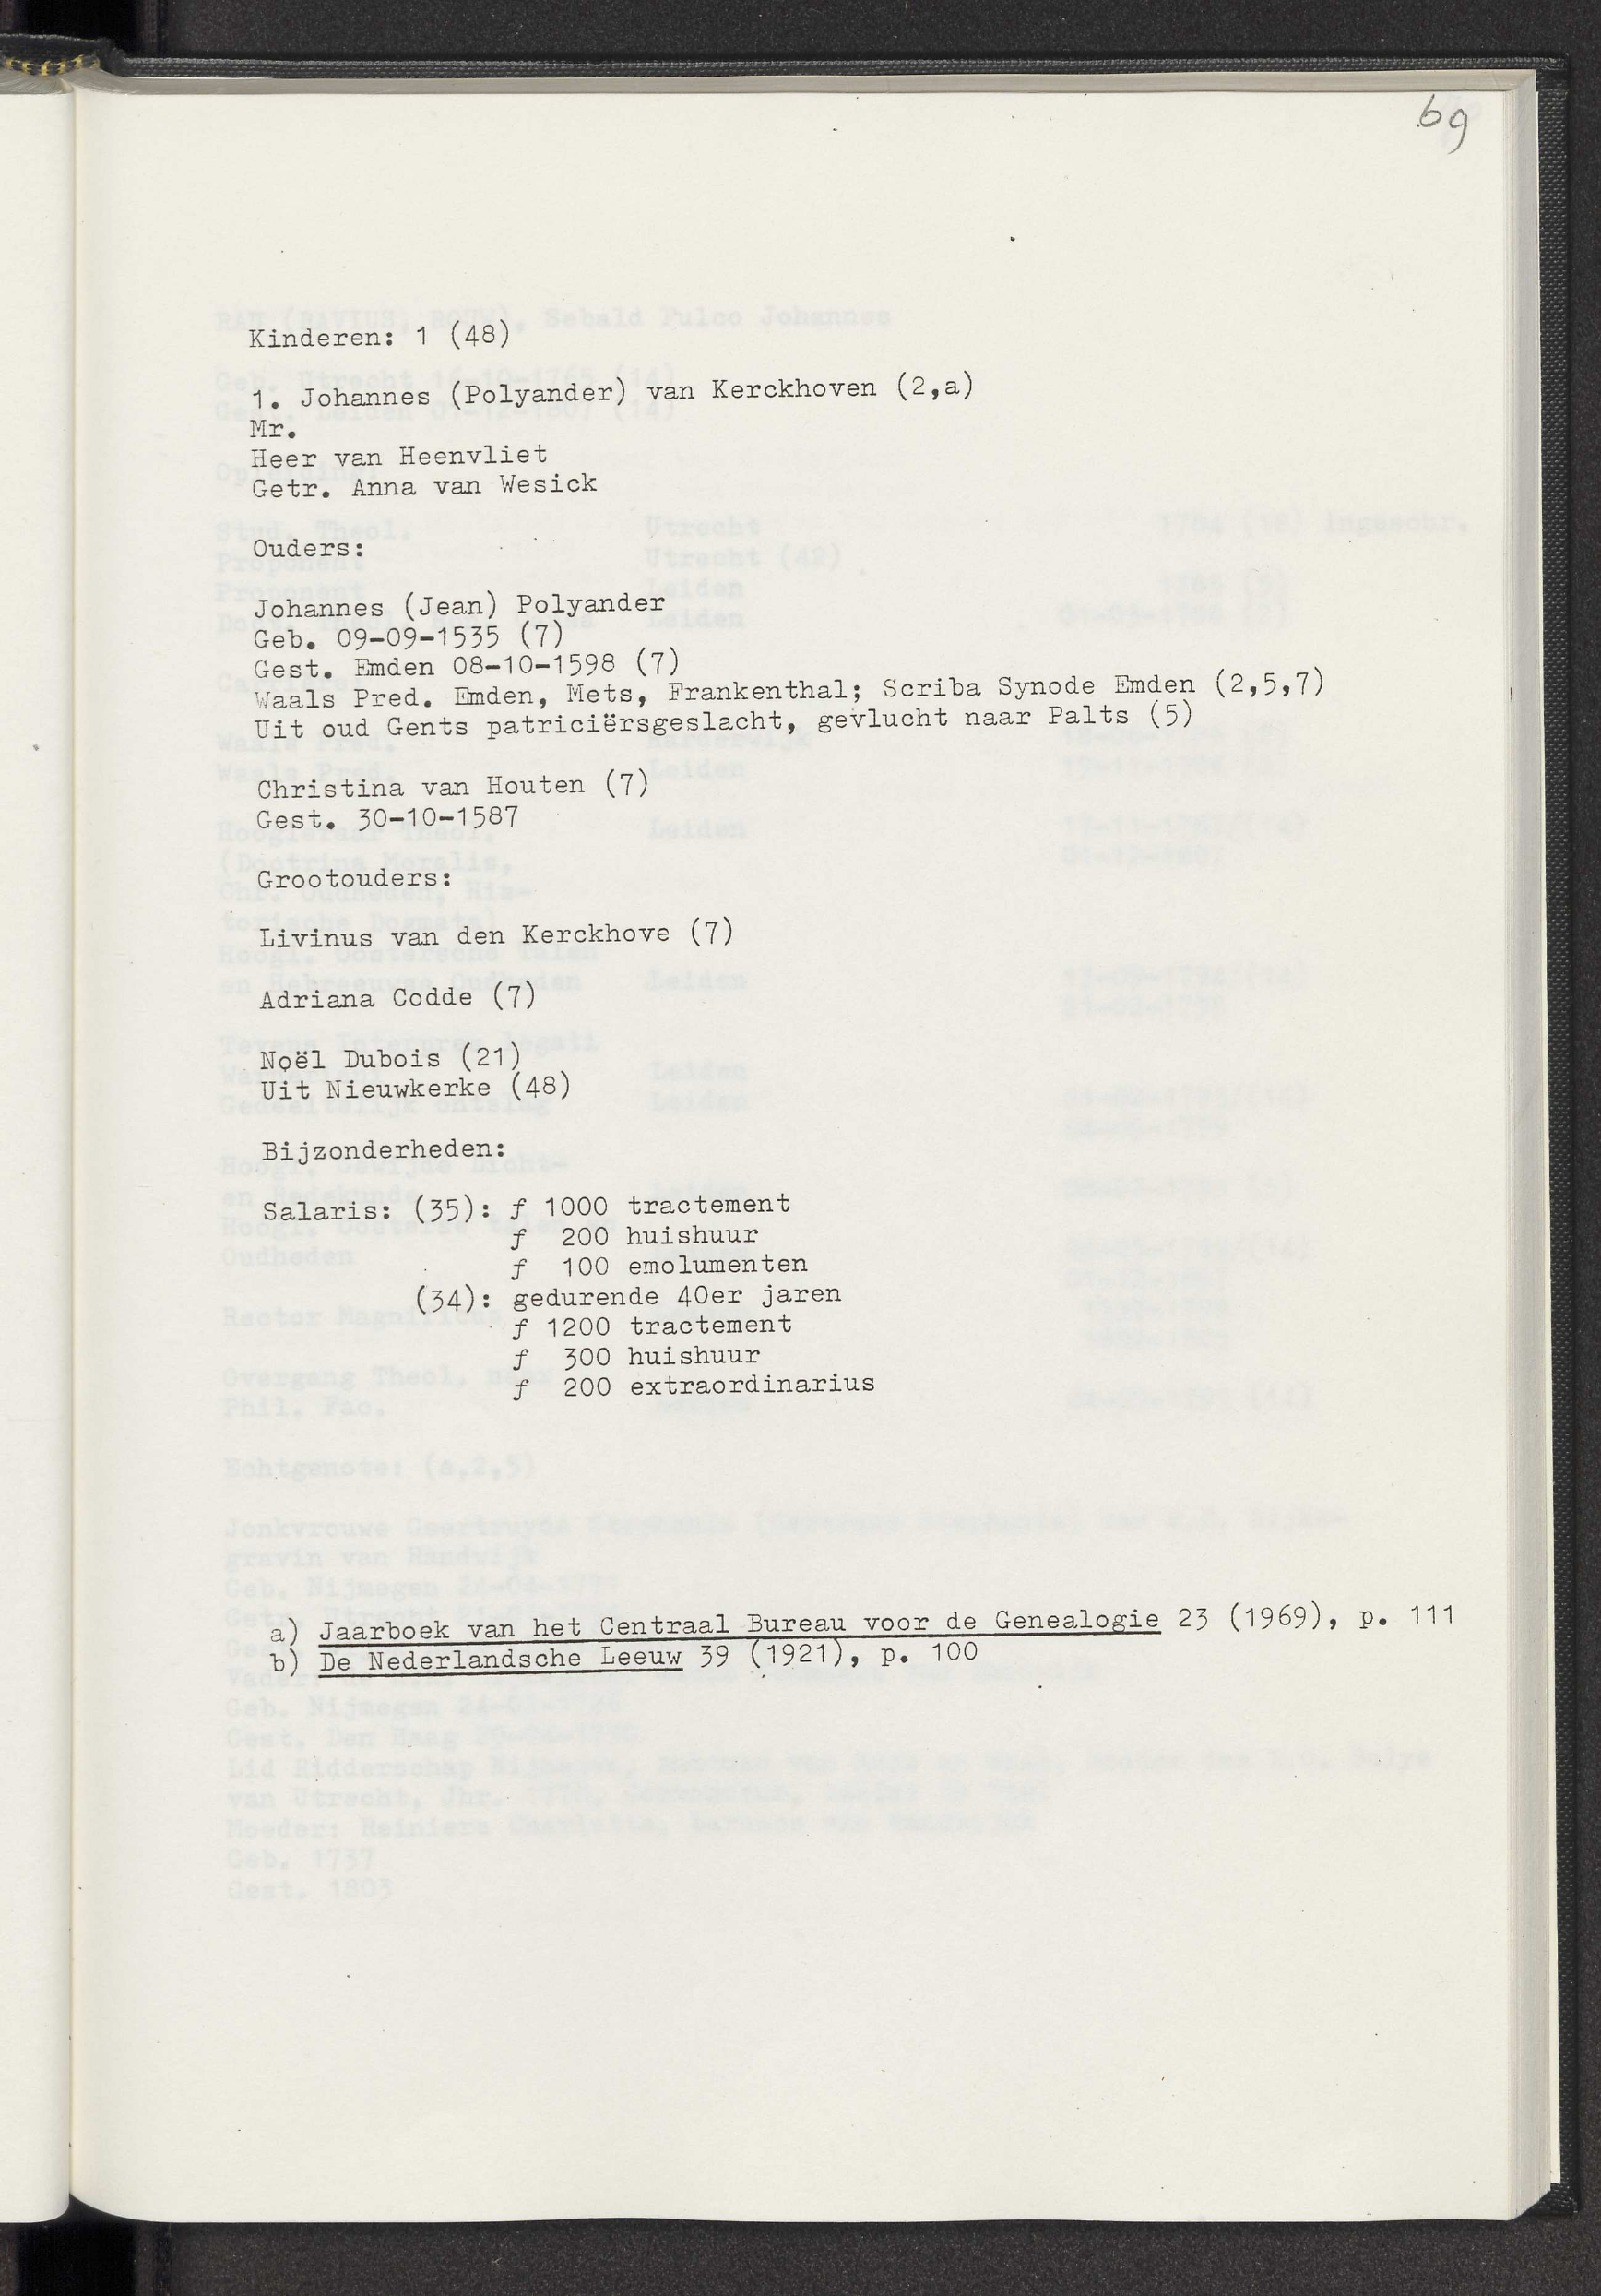 69
Kinderen: 1 (48)
1. Johannes (Polyander) van Kerckhoven (2,a)
Mr.
Heer van Heenvliet
Getr. Anna van Wesick
Ouders:
Johannes (Jean) Polyander
Geb. 09-09-1535 (7)
Gest. Emden 08-10-1598 (7)
Waals Pred. Emden, Mets, Frankenthal; Scriba Synode Emden (2,5,7)
Uit oud Gents patriciërsgeslacht, gevlucht naar Palts (5)
Christina van Houten (7)
Gest. 30-10-1587
Grootouders:
Livinus van den Kerckhove (7)
Adriana Codde (7)
Noël Dubois (21)
Uit Nieuwkerke (48)
Bijzonderheden:
Salaris: (35): ƒ 1000 tractement
ƒ 200 huishuur
ƒ 100 emolumenten
(34): gedurende 40er jaren
ƒ 1200 tractement
ƒ 300 huishuur
ƒ 200 extraordinarius
a) Jaarboek van het Centraal Bureau voor de Genealogie 23 (1969), p. 111
b) De Nederlandsche Leeuw 39 (1921), p. 100